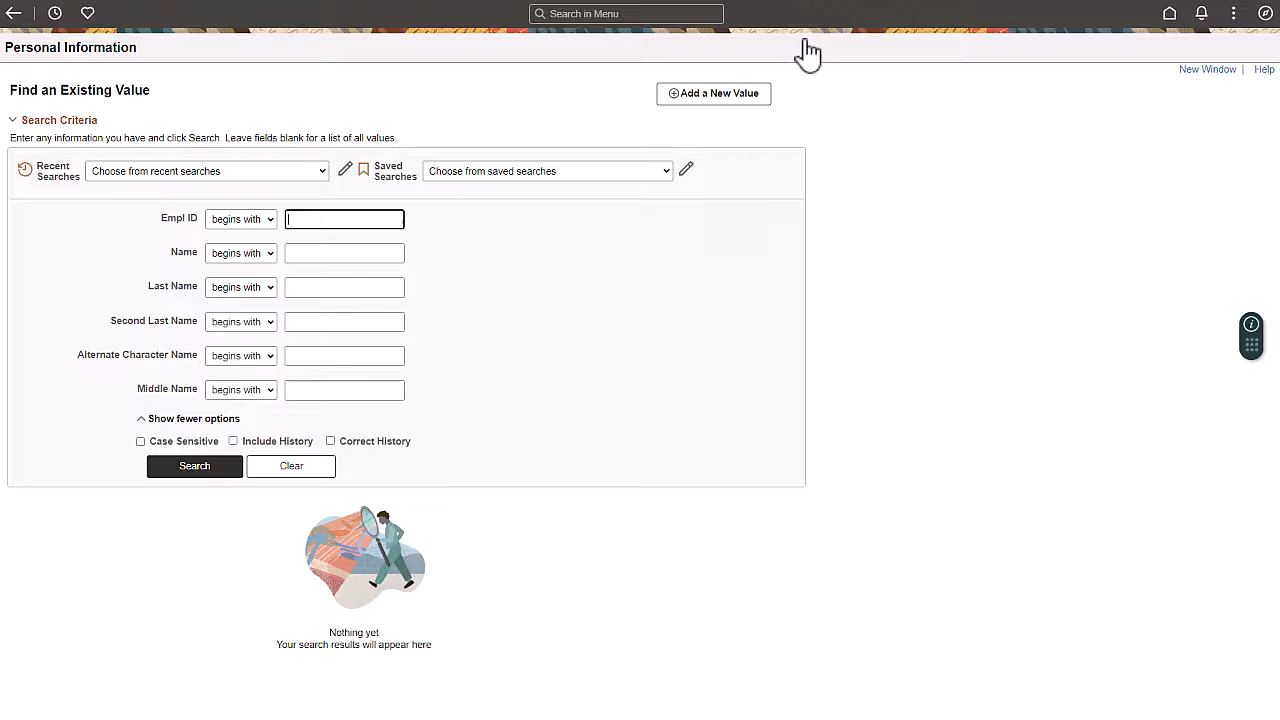 Search in Menu
Personal Information
New Window | Help
Find an Existing Value
Add a New Value
Search Criteria
Enter any information you have and click Search. Leave fields blank for a list of all values.
Recent Searches
Choose from recent searches
Saved Searches
Choose from saved searches
Empl ID begins with
Name begins with
Last Name begins with
Second Last Name begins with
Alternate Character Name begins with
Middle Name begins with
Show fewer options
Case Sensitive Include History Correct History
Search Clear
Nothing yet
Your search results will appear here